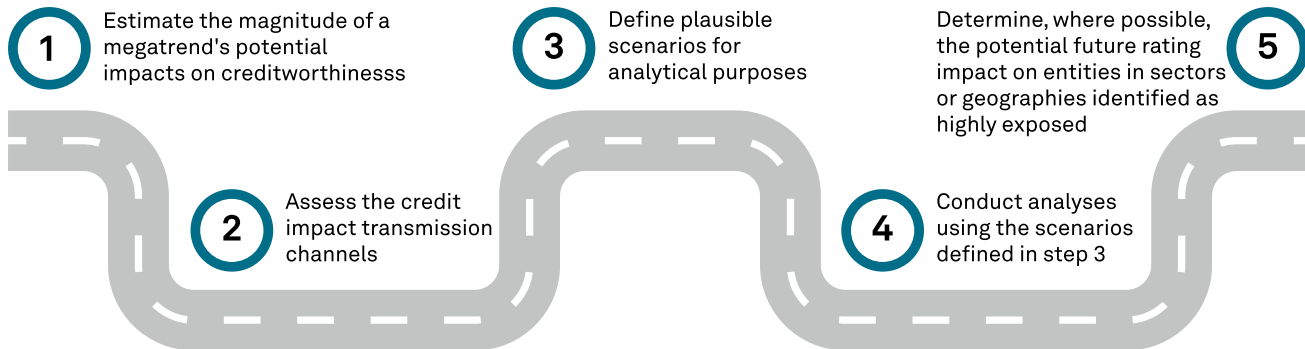 1
Estimate the magnitude of a
megatrend's potential
impacts on creditworthinesss
2
Assess the credit
impact transmission
channels
3
Define plausible
scenarios for
analytical purposes
4
Conduct analyses
using the scenarios
defined in step 3
5
Determine, where possible,
the potential future rating
impact on entities in sectors
or geographies identified as
highly exposed